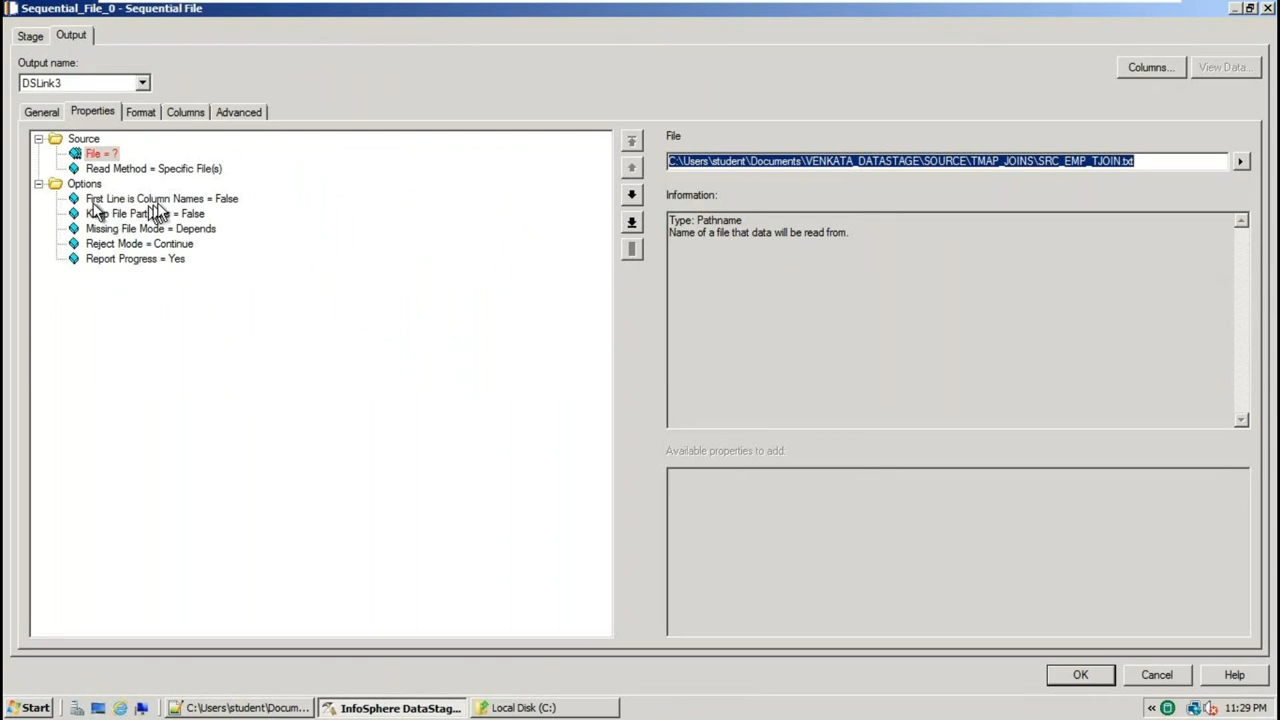 Sequential_File_0 - Sequential File
Stage
Output
Output name:
DSLink3
Columns...
View Data...
General
Properties
Format
Columns
Advanced
Source
File = ?
Read Method = Specific File(s)
Options
First Line is Column Names = False
File = False
Missing File Mode = Depends
Reject Mode = Continue
Report Progress = Yes
File
C:\Users\student\Documents\VENKATA_DATASTAGE\SOURCE\TMAP_JOINS\SRC_EMP_TJOIN.txt
Information:
Type: Pathname
Name of a file that data will be read from.
Available properties to add:
OK
Cancel
Help
Start
C:\Users\student\Docum...
InfoSphere DataStag...
Local Disk (C:)
11:29 PM